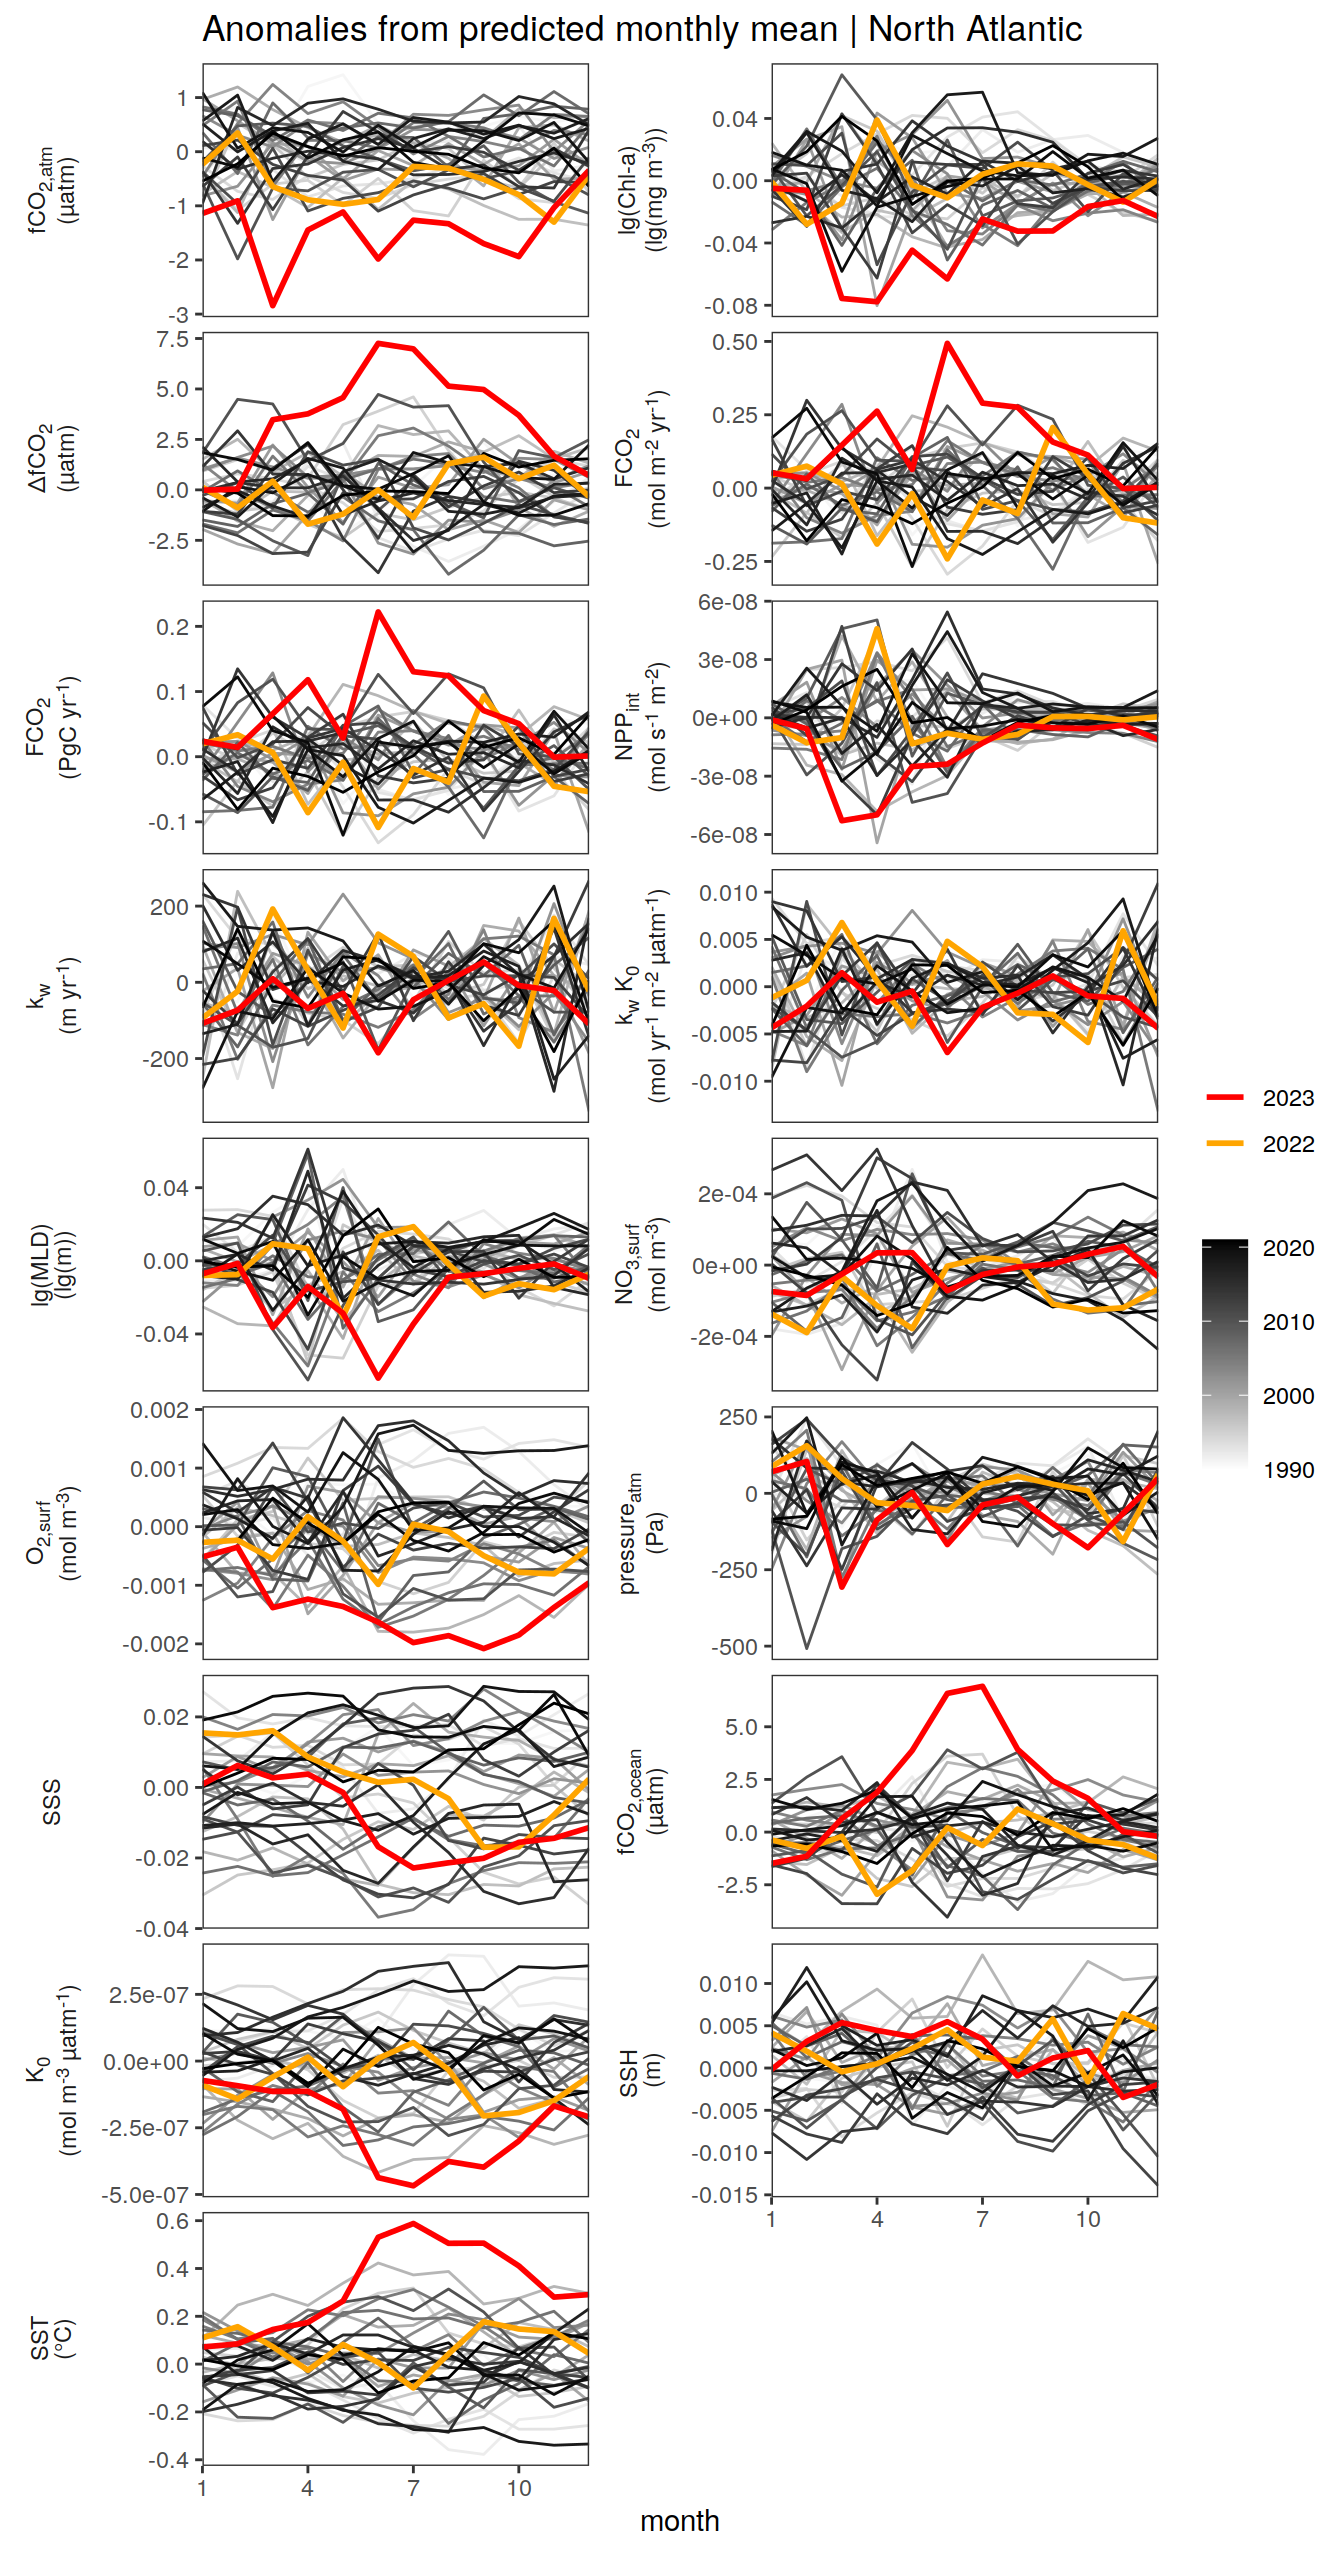 Anomalies from predicted monthly mean | North Atlantic
fCO2,atm
(µatm)
1
0
-1
-2
-3
lg(Chl-a)
(lg(mg m-3))
0.04
0.00
-0.04
-0.08
ΔfCO2
(µatm)
7.5
5.0
2.5
0.0
-2.5
FCO2
(mol m-2 yr-1)
0.50
0.25
0.00
-0.25
FCO2
(PgC yr-1)
0.2
0.1
0.0
-0.1
NPPint
(mol s-1 m-2)
6e-08
3e-08
0e+00
-3e-08
-6e-08
kw
(m yr-1)
200
0
-200
kw K0
(mol yr-1 m-2 µatm-1)
0.010
0.005
0.000
-0.005
-0.010
2023
2022
lg(MLD)
(lg(m))
0.04
0.00
-0.04
NO3,surf
(mol m-3)
2e-04
0e+00
-2e-04
2020
2010
2000
1990
O2,surf
(mol m-3)
0.002
0.001
0.000
-0.001
-0.002
pressureatm
(Pa)
250
0
-250
-500
SSS
0.02
0.00
-0.02
-0.04
fCO2,ocean
(µatm)
5.0
2.5
0.0
-2.5
K0
(mol m-3 µatm-1)
2.5e-07
0.0e+00
-2.5e-07
-5.0e-07
SSH
(m)
0.010
0.005
0.000
-0.005
-0.010
-0.015
1 4 7 10
SST
(°C)
0.6
0.4
0.2
0.0
-0.2
-0.4
1 4 7 10
month